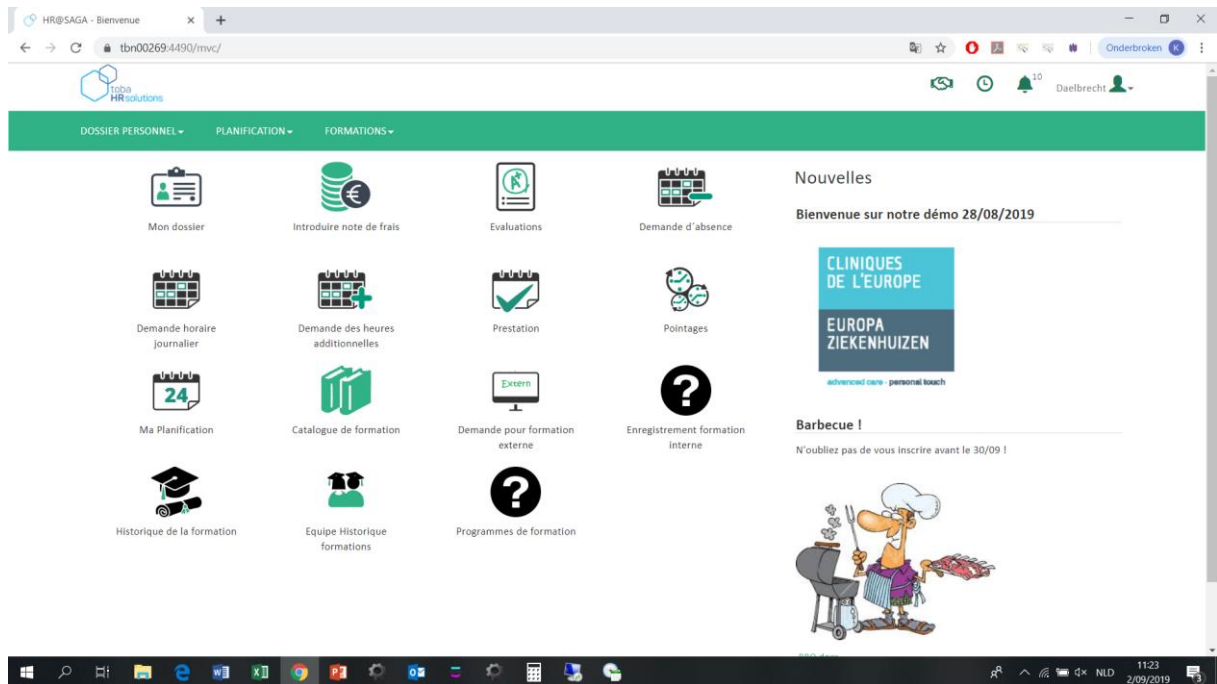 HR@SAGA - Bienvenue
tbn00269:4490/mvc/
Onderbroken K
toba
HR solutions
10
Daelbrecht
DOSSIER PERSONNEL PLANIFICATION FORMATIONS
Mon dossier
Introduire note de frais
Evaluations
Demande d'absence
Demande horaire
journalier
Demande des heures
additionnelles
Prestation
Pointages
24
Ma Planification
Catalogue de formation
Extern
Demande pour formation
externe
?
Enregistrement formation
interne
Historique de la formation
Equipe Historique
formations
?
Programmes de formation
Nouvelles
Bienvenue sur notre démo 28/08/2019
CLINIQUES
DE L'EUROPE
EUROPA
ZIEKENHUIZEN
advanced care - personal touch
Barbecue !
N'oubliez pas de vous inscrire avant le 30/09 !
NLD
11:23
2/09/2019
3